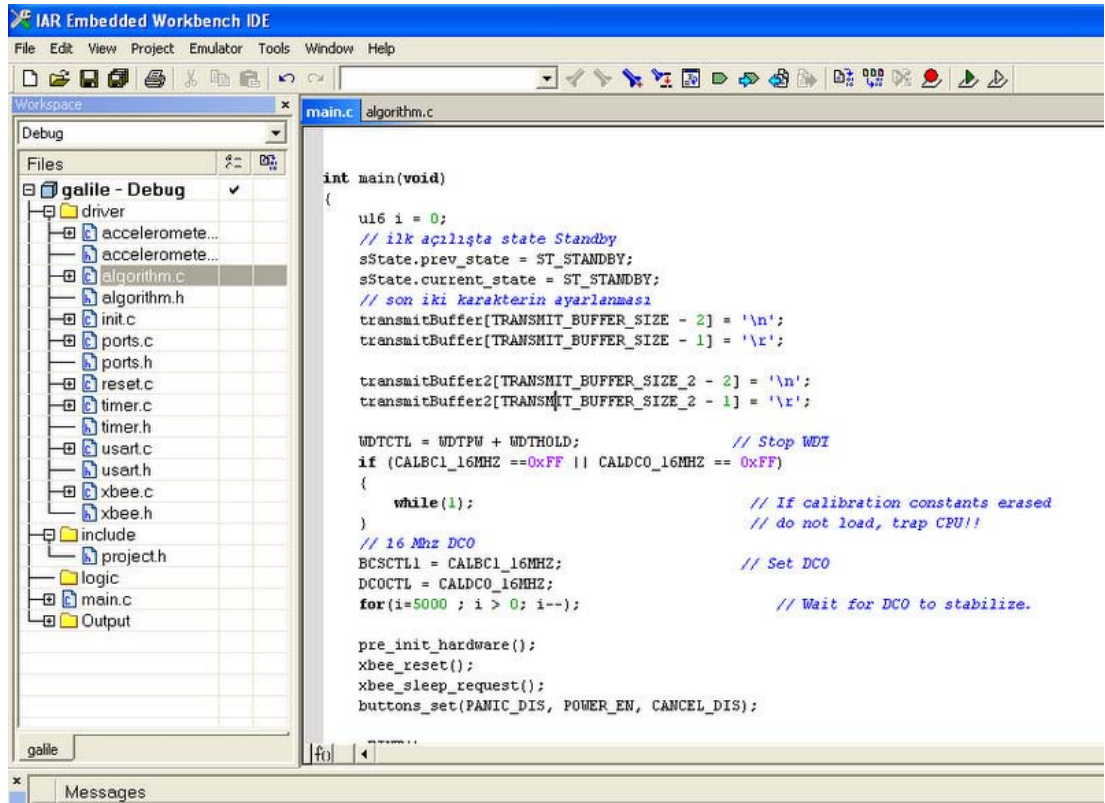 IAR Embedded Workbench IDE
File Edit View Project Emulator Tools Window Help
Workspace
Debug
Files
galile - Debug
driver
acceleromete...
acceleromete...
algorithm.c
algorithm.h
init.c
ports.c
ports.h
reset.c
timer.c
timer.h
usart.c
usart.h
xbee.c
xbee.h
include
project.h
logic
main.c
Output
galile
main.c algorithm.c
int main(void)
{
u16 i = 0;
// ilk açılışta state Standby
sState.prev_state = ST_STANDBY;
sState.current_state = ST_STANDBY;
// son iki karakterin ayarlanması
transmitBuffer[TRANSMIT_BUFFER_SIZE - 2] = '\n';
transmitBuffer[TRANSMIT_BUFFER_SIZE - 1] = '\r';
transmitBuffer2[TRANSMIT_BUFFER_SIZE_2 - 2] = '\n';
transmitBuffer2[TRANSMIT_BUFFER_SIZE_2 - 1] = '\r';
WDTCTL = WDTPW + WDTHOLD; // Stop WDT
if (CALBC1_16MHZ ==0xFF || CALDCO_16MHZ == 0xFF)
{
while(1); // If calibration constants erased
} // do not load, trap CPU!!
// 16 Mhz DCO
BCSCTL1 = CALBC1_16MHZ; // Set DCO
DCOCTL = CALDCO_16MHZ;
for(i=5000 ; i > 0; i--); // Wait for DCO to stabilize.
pre_init_hardware();
xbee_reset();
xbee_sleep_request();
buttons_set(PANIC_DIS, POWER_EN, CANCEL_DIS);
f()
Messages